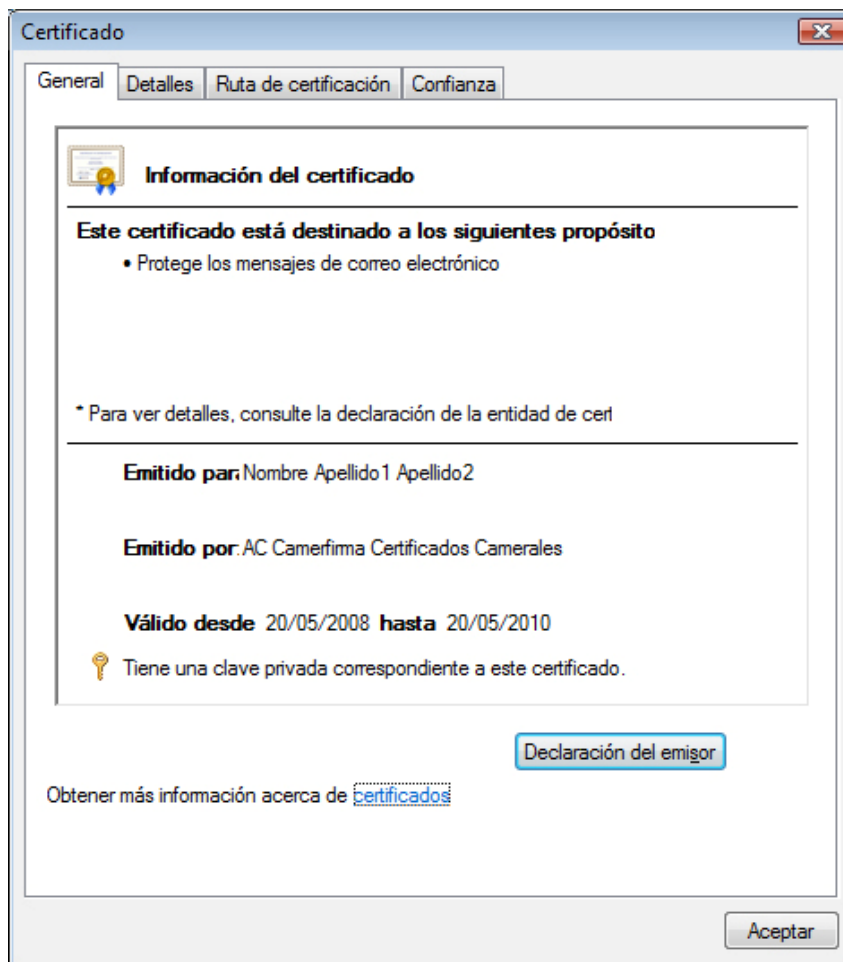 Certificado
General Detalles Ruta de certificación Confianza
Información del certificado
Este certificado está destinado a los siguientes propósito
• Protege los mensajes de correo electrónico
* Para ver detalles, consulte la declaración de la entidad de cert
Emitido para Nombre Apellido1 Apellido2
Emitido por: AC Camerfirma Certificados Camerales
Válido desde 20/05/2008 hasta 20/05/2010
Tiene una clave privada correspondiente a este certificado.
Declaración del emisor
Obtener más información acerca de certificados
Aceptar